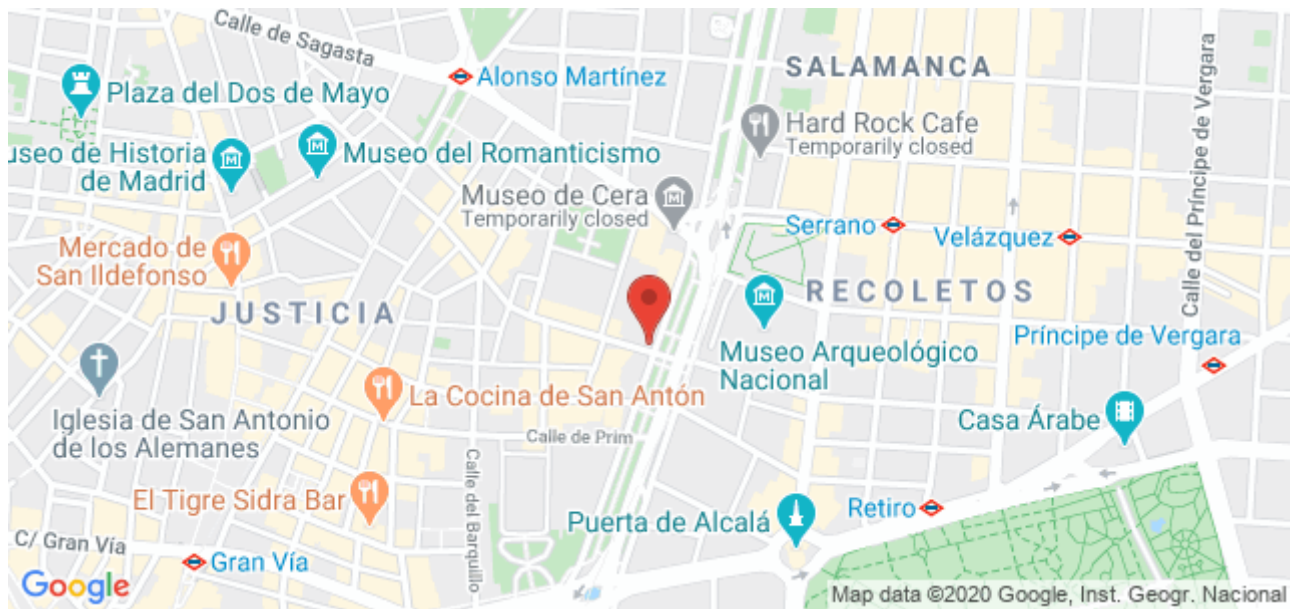 Calle de Sagasta
Alonso Martínez
SALAMANCA
Calle del Príncipe de Vergara
Plaza del Dos de Mayo
Hard Rock Cafe
Temporarily closed
useo de Historia
de Madrid
Museo del Romanticismo
Museo de Cera
Temporarily closed
Serrano
Velázquez
Mercado de
San Ildefonso
JUSTICIA
RECOLETOS
Príncipe de Vergara
Museo Arqueológico
Nacional
La Cocina de San Antón
Casa Árabe
Iglesia de San Antonio
de los Alemanes
Calle de Prim
Calle del Barquillo
El Tigre Sidra Bar
Puerta de Alcalá
Retiro
C/ Gran Vía
Gran Vía
Google
Map data ©2020 Google, Inst. Geogr. Nacional